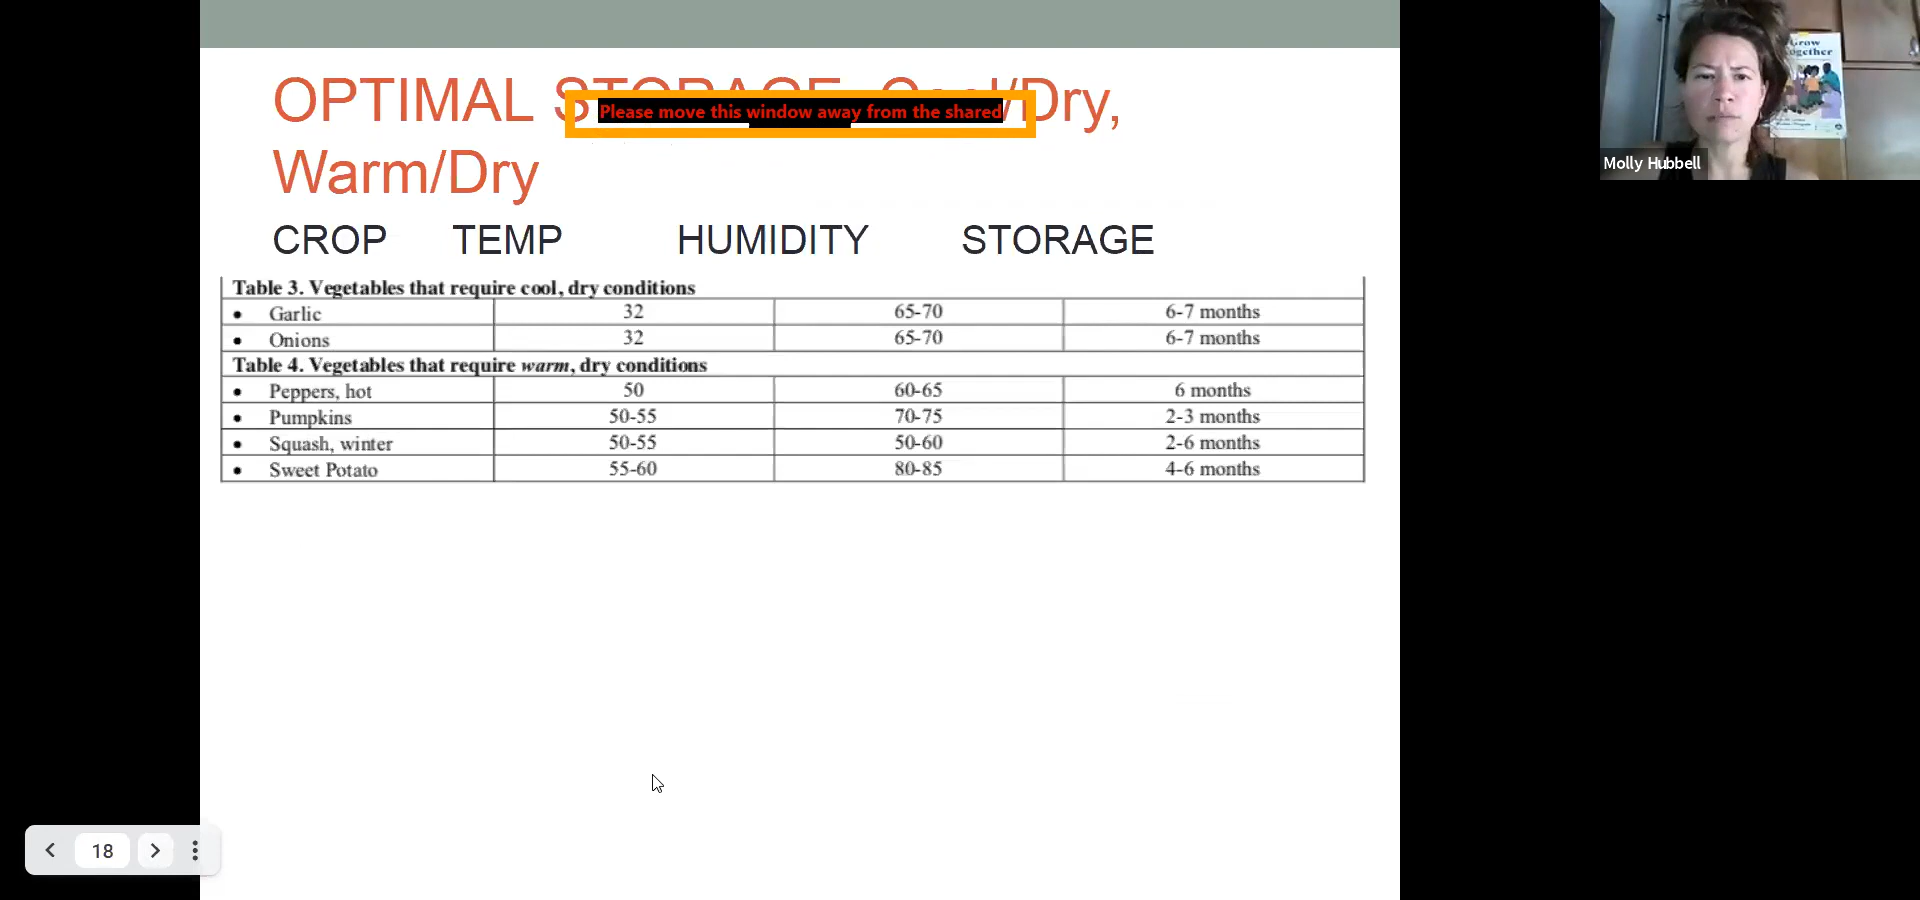 OPTIMAL STORAGE: Cool/Dry,
Please move this window away from the shared
Warm/Dry
CROP TEMP HUMIDITY STORAGE
Table 3. Vegetables that require cool, dry conditions
• Garlic 32 65-70 6-7 months
• Onions 32 65-70 6-7 months
Table 4. Vegetables that require warm, dry conditions
• Peppers, hot 50 60-65 6 months
• Pumpkins 50-55 70-75 2-3 months
• Squash, winter 50-55 50-60 2-6 months
• Sweet Potato 55-60 80-85 4-6 months
18
Grow
Together
Molly Hubbell